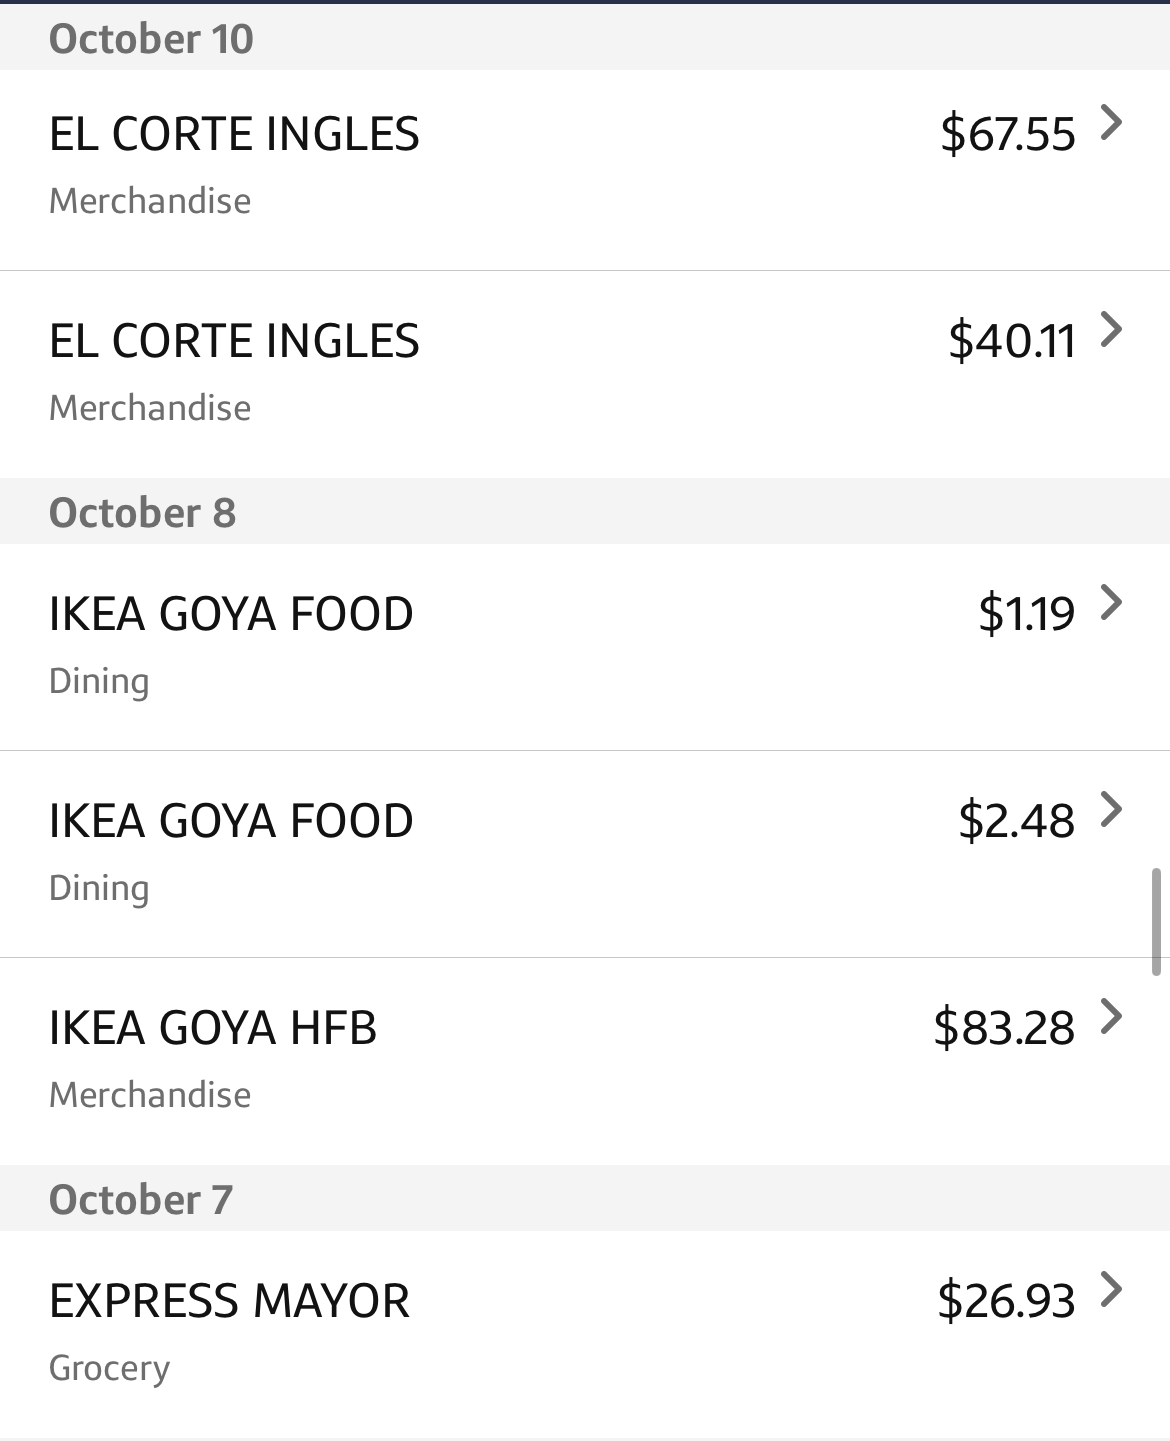 October 10
EL CORTE INGLES $67.55
Merchandise
EL CORTE INGLES $40.11
Merchandise
October 8
IKEA GOYA FOOD $1.19
Dining
IKEA GOYA FOOD $2.48
Dining
IKEA GOYA HFB $83.28
Merchandise
October 7
EXPRESS MAYOR $26.93
Grocery